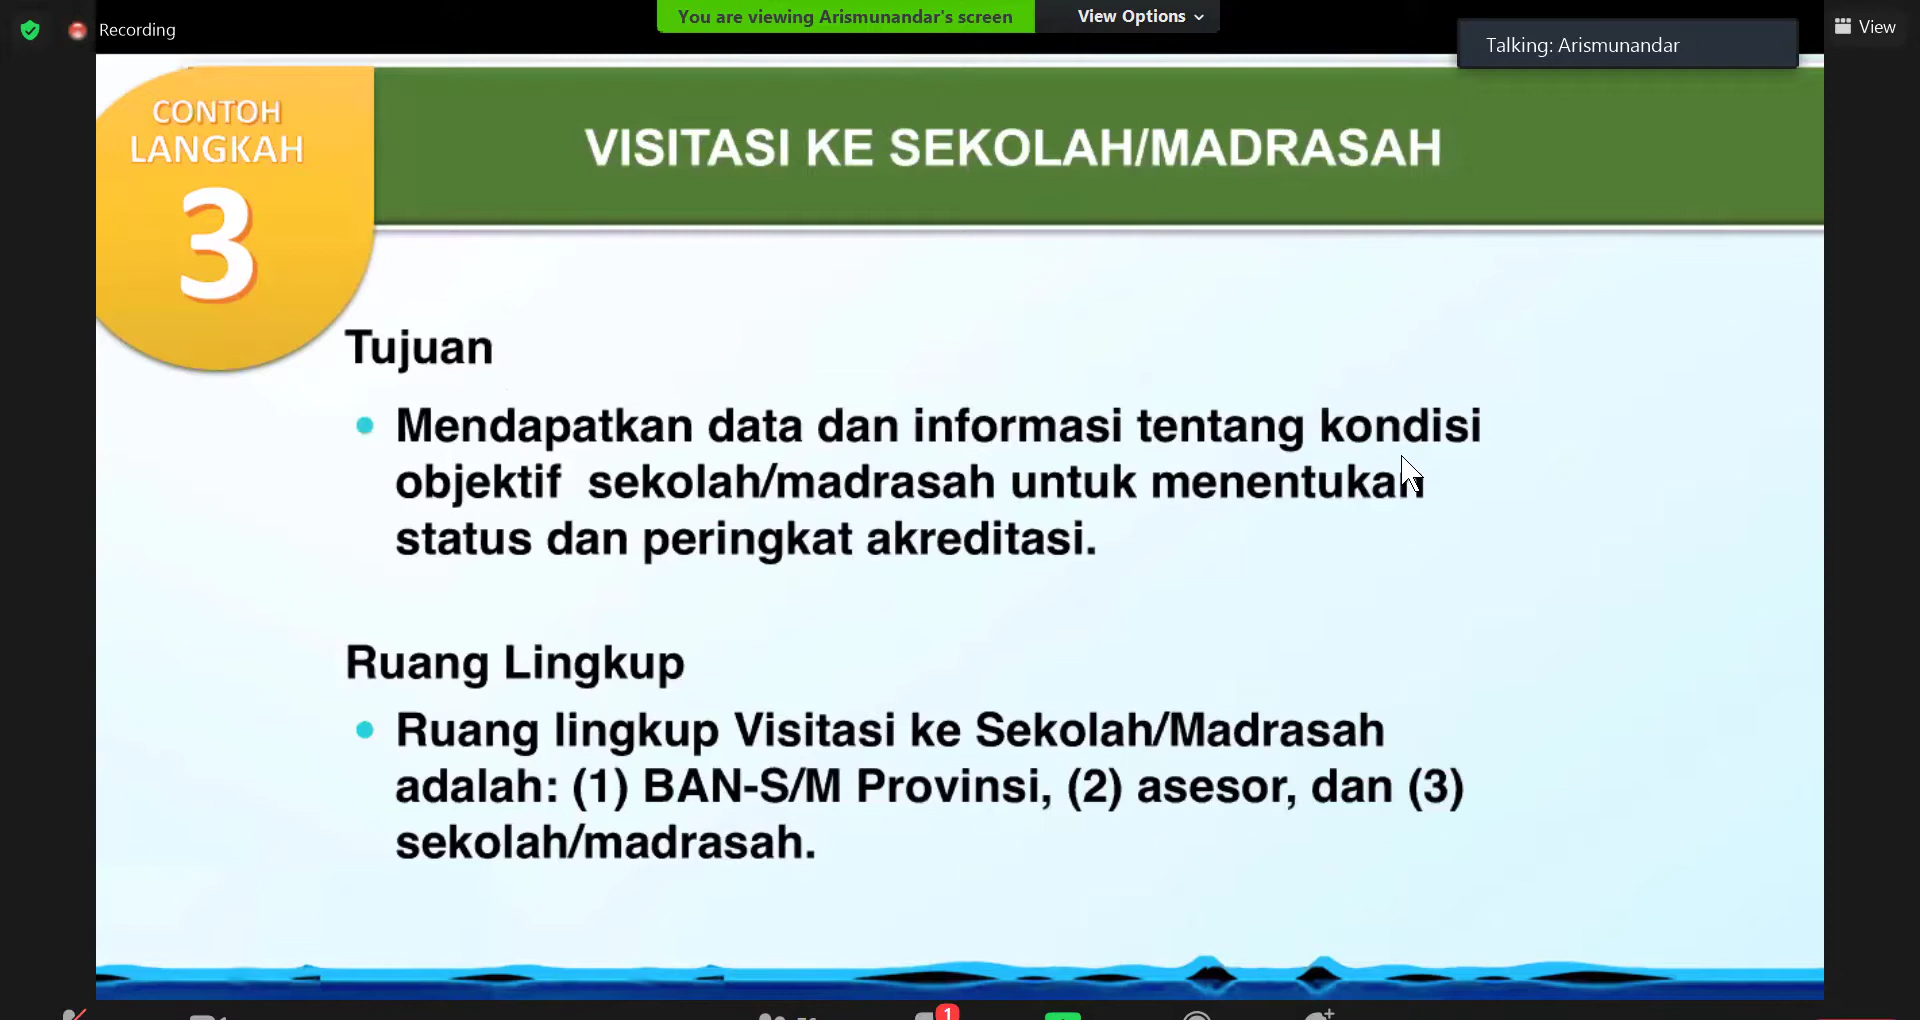 Recording
You are viewing Arismunandar's screen
View Options
Talking: Arismunandar
View
CONTOH
LANGKAH
3
VISITASI KE SEKOLAH/MADRASAH
Tujuan
Mendapatkan data dan informasi tentang kondisi
objektif sekolah/madrasah untuk menentukan
status dan peringkat akreditasi.
Ruang Lingkup
Ruang lingkup Visitasi ke Sekolah/Madrasah
adalah: (1) BAN-S/M Provinsi, (2) asesor, dan (3)
sekolah/madrasah.
1